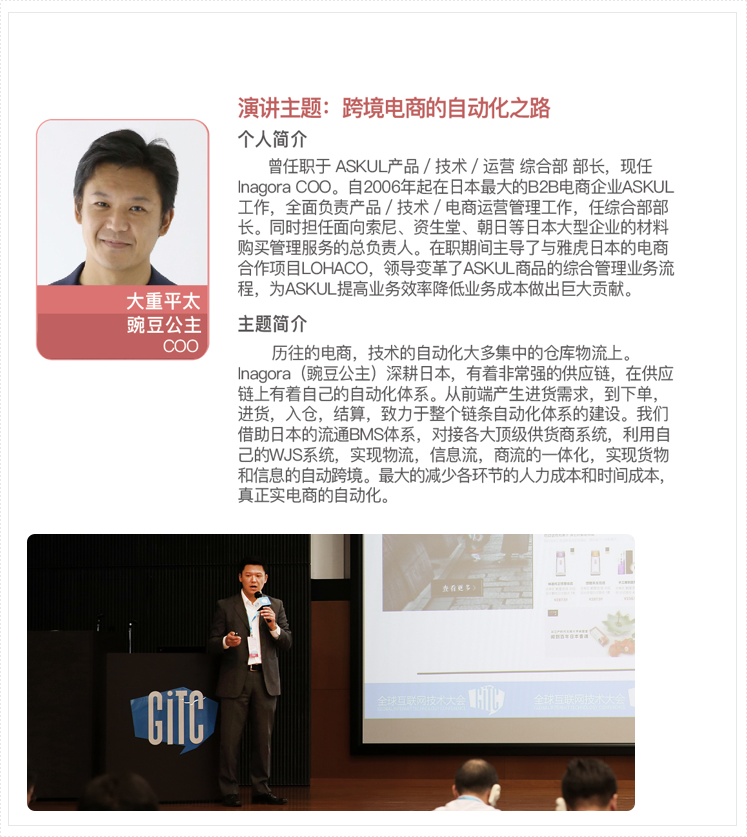 演讲主题：跨境电商的自动化之路
个人简介
曾任职于 ASKUL产品 / 技术 / 运营 综合部 部长，现任
Inagora COO。自2006年起在日本最大的B2B电商企业ASKUL
工作，全面负责产品 / 技术 / 电商运营管理工作，任综合部部
长。同时担任面向索尼、资生堂、朝日等日本大型企业的材料
购买管理服务的总负责人。在职期间主导了与雅虎日本的电商
合作项目LOHACO，领导变革了ASKUL商品的综合管理业务流
程，为ASKUL提高业务效率降低业务成本做出巨大贡献。
大重平太
豌豆公主
COO
主题简介
历往的电商，技术的自动化大多集中的仓库物流上。
Inagora（豌豆公主）深耕日本，有着非常强的供应链，在供应
链上有着自己的自动化体系。从前端产生进货需求，到下单，
进货，入仓，结算，致力于整个链条自动化体系的建设。我们
借助日本的流通BMS体系，对接各大顶级供货商系统，利用自
己的WJS系统，实现物流，信息流，商流的一体化，实现货物
和信息的自动跨境。最大的减少各环节的人力成本和时间成本，
真正实电商的自动化。
查看更多
GiTC
全球互联网技术大会 GITC 全球互联网技术大会